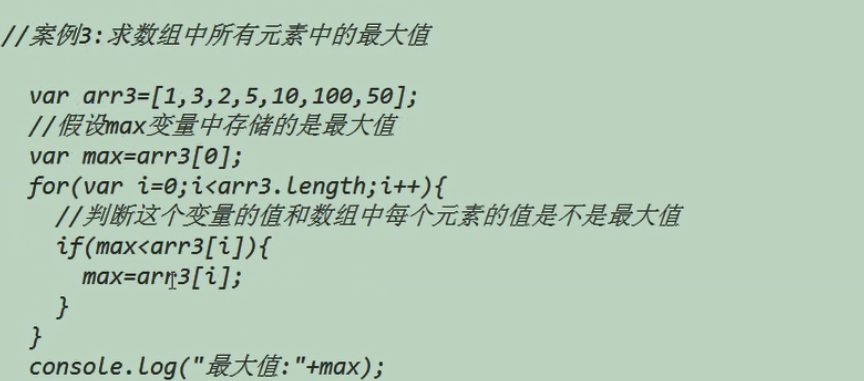 //案例3:求数组中所有元素中的最大值
var arr3=[1,3,2,5,10,100,50];
//假设max变量中存储的是最大值
var max=arr3[0];
for(var i=0;i<arr3.length;i++){
//判断这个变量的值和数组中每个元素的值是不是最大值
if(max<arr3[i]){
max=arr3[i];
}
}
console.log("最大值:"+max);